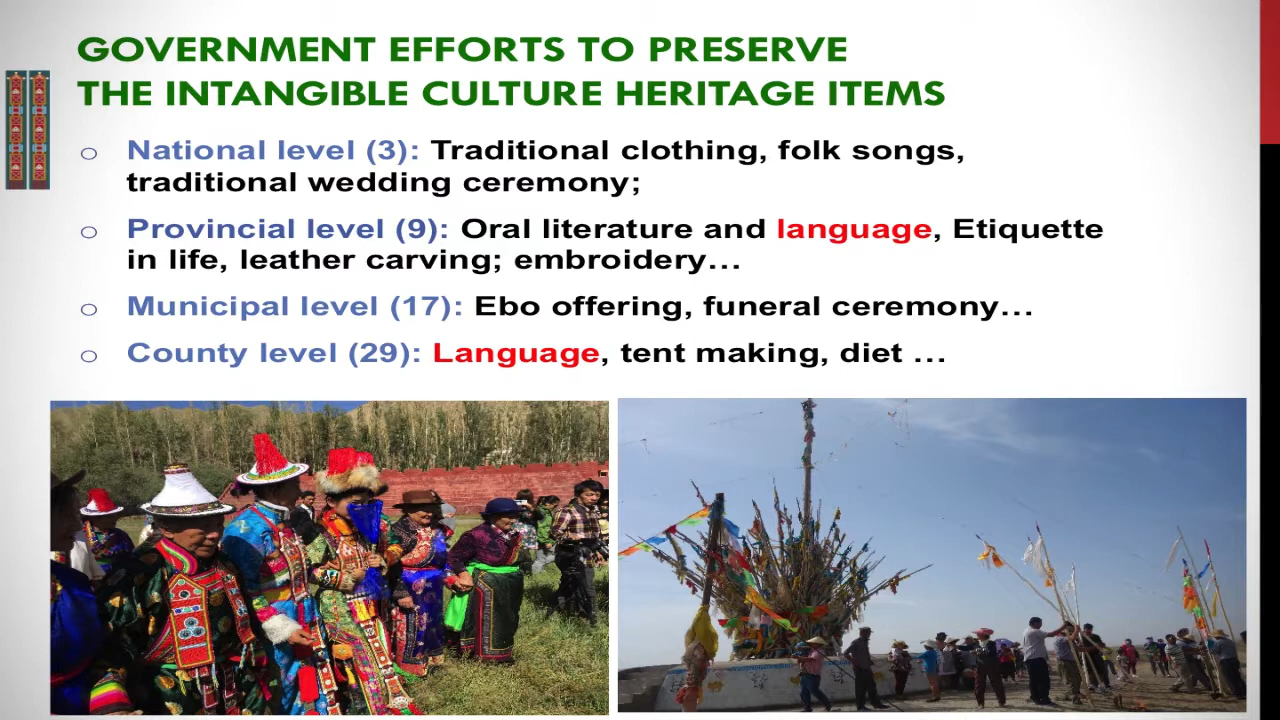 GOVERNMENT EFFORTS TO PRESERVE
THE INTANGIBLE CULTURE HERITAGE ITEMS
o National level (3): Traditional clothing, folk songs,
traditional wedding ceremony;
o Provincial level (9): Oral literature and language, Etiquette
in life, leather carving; embroidery…
o Municipal level (17): Ebo offering, funeral ceremony…
o County level (29): Language, tent making, diet …